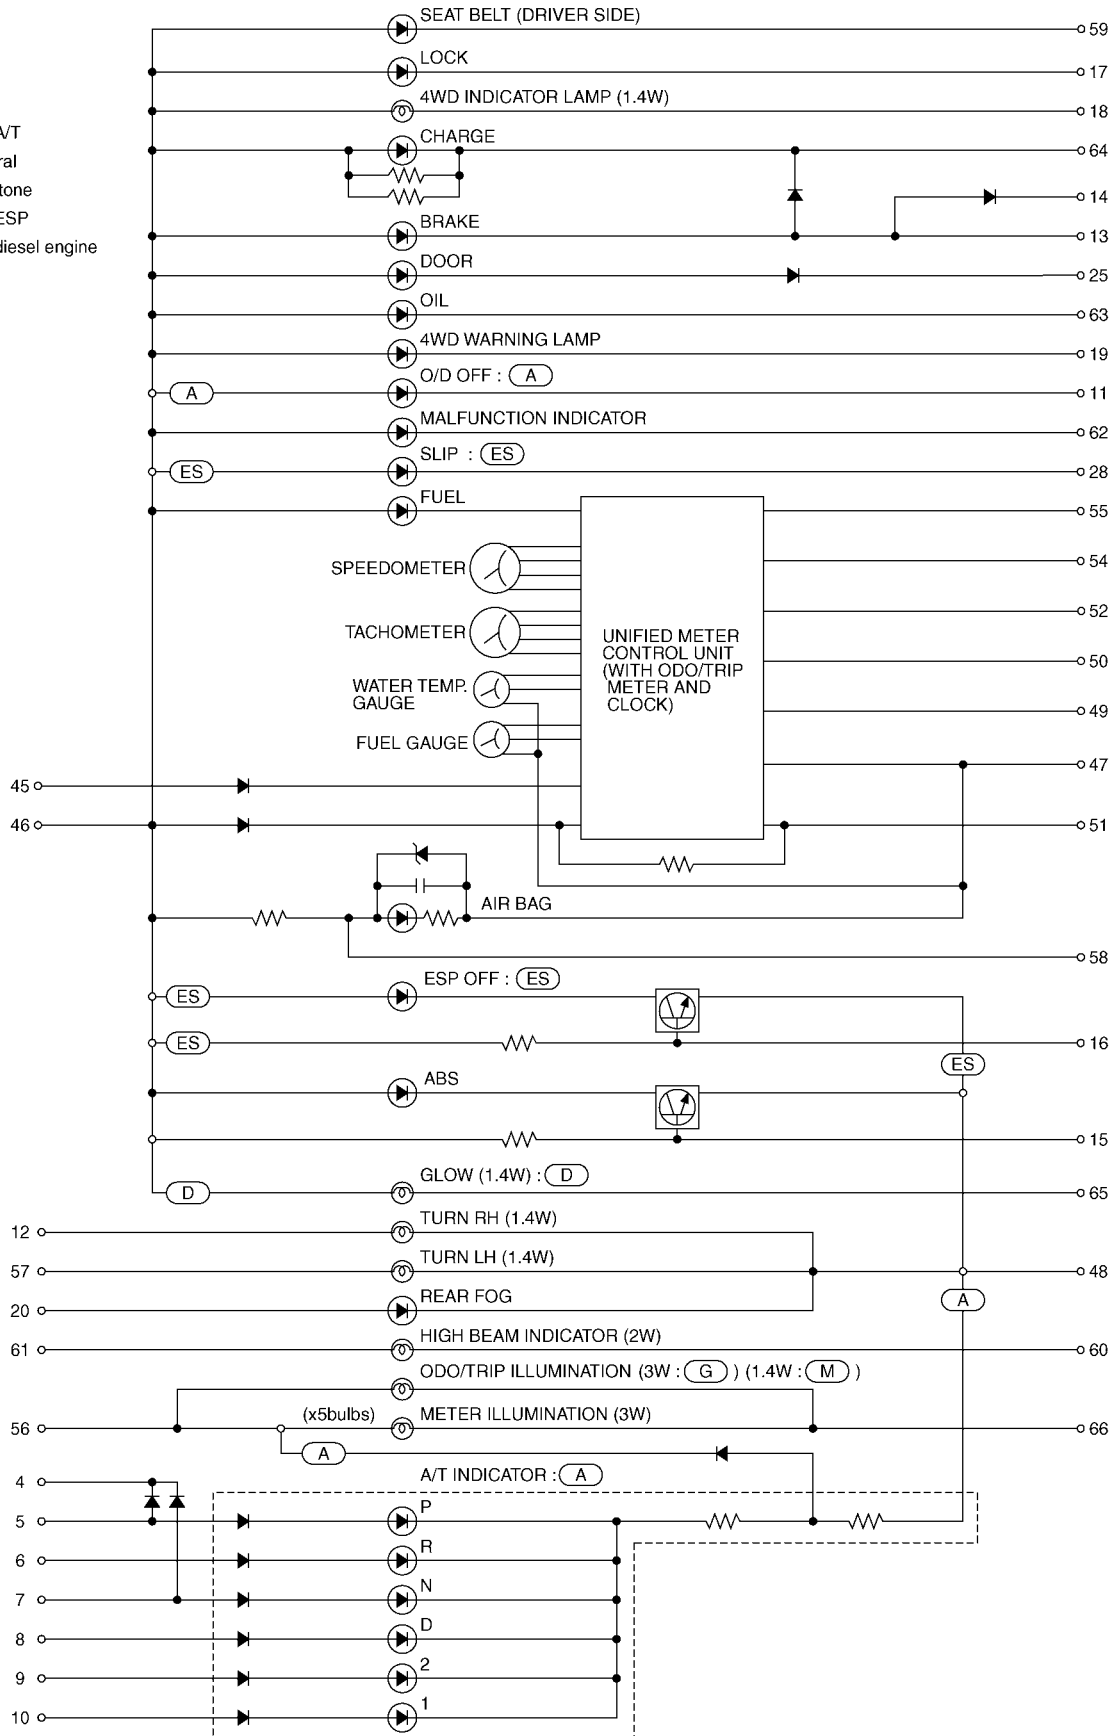 SEAT BELT (DRIVER SIDE)
59
LOCK
17
4WD INDICATOR LAMP (1.4W)
18
A/T
CHARGE
64
ral
tone
14
ESP
BRAKE
13
diesel engine
DOOR
25
OIL
63
4WD WARNING LAMP
19
O/D OFF : A
A
11
MALFUNCTION INDICATOR
62
SLIP : ES
ES
28
FUEL
55
SPEEDOMETER
54
52
TACHOMETER
UNIFIED METER
CONTROL UNIT
(WITH ODO/TRIP
METER AND
CLOCK)
50
WATER TEMP.
GAUGE
49
FUEL GAUGE
47
45
46
51
AIR BAG
58
ESP OFF : ES
ES
ES
16
ES
ABS
15
GLOW (1.4W) : D
D
65
12
TURN RH (1.4W)
57
TURN LH (1.4W)
48
20
REAR FOG
A
61
HIGH BEAM INDICATOR (2W)
60
ODO/TRIP ILLUMINATION (3W : G ) (1.4W : M )
56
(x5bulbs)
METER ILLUMINATION (3W)
66
A
A/T INDICATOR : A
4
5
P
6
R
7
N
8
D
9
2
10
1